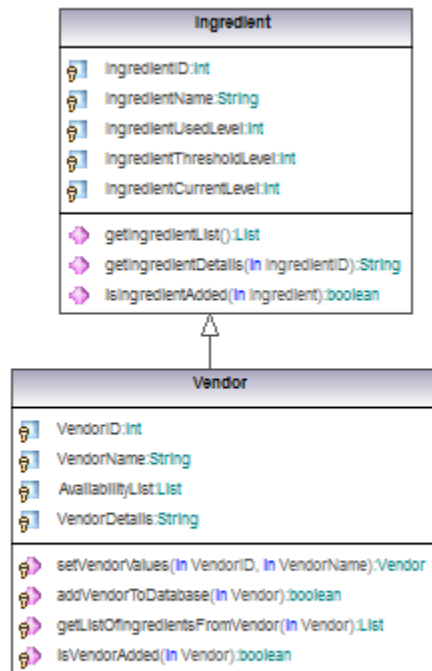 Ingredient
IngredientID:int
IngredientName:String
IngredientUsedLevel:int
IngredientThresholdLevel:int
IngredientCurrentLevel:int
getIngredientList():List
getIngredientDetails(in IngredientID):String
isIngredientAdded(in Ingredient):boolean
Vendor
VendorID:int
VendorName:String
AvailabilityList:List
VendorDetails:String
setVendorValues(in VendorID, in VendorName):Vendor
addVendorToDatabase(in Vendor):boolean
getListOfIngredientsFromVendor(in Vendor):List
isVendorAdded(in Vendor):boolean